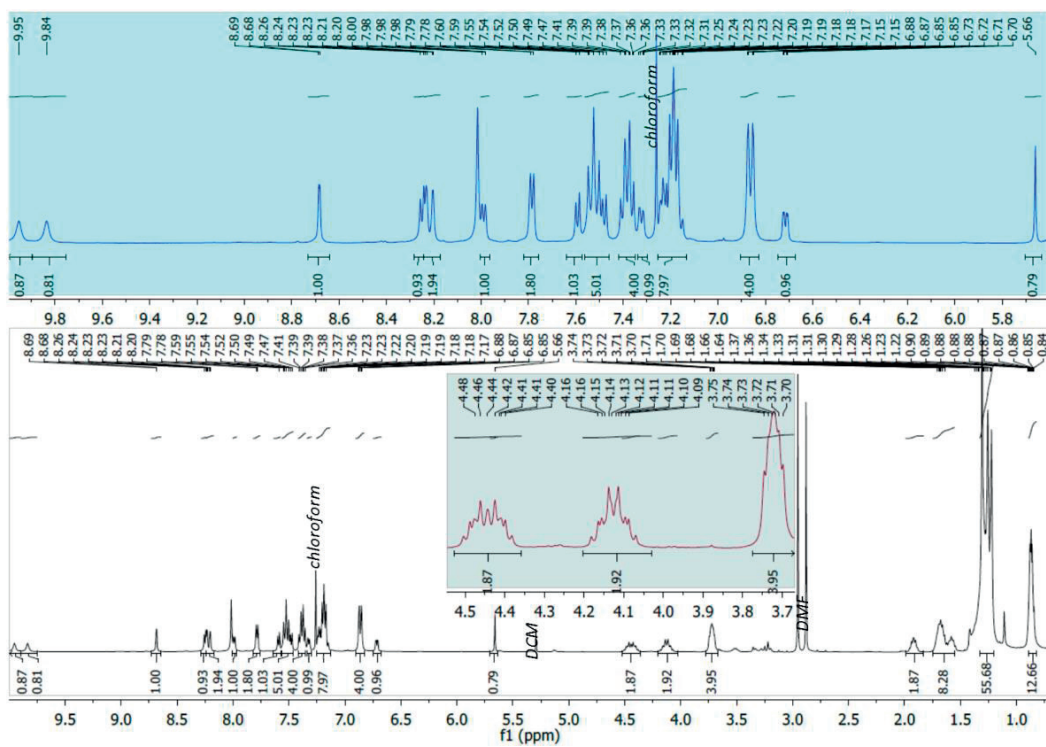 9.95 9.84 8.69 8.68 8.26 8.24 8.23 8.23 8.21 8.20 8.00 7.98 7.98 7.98 7.79 7.78 7.60 7.59 7.55 7.54 7.52 7.50 7.49 7.47 7.41 7.39 7.39 7.38 7.37 7.36 7.36 7.33 7.33 7.32 7.31 7.25 7.24 7.23 7.23 7.22 7.20 7.19 7.19 7.18 7.18 7.17 7.15 7.15 6.88 6.87 6.85 6.85 6.73 6.72 6.71 6.70 5.66
chloroform
0.87 0.81 1.00 0.93 1.94 1.00 1.80 1.03 5.01 4.00 0.99 7.97 4.00 0.96 0.79
9.8 9.6 9.4 9.2 9.0 8.8 8.6 8.4 8.2 8.0 7.8 7.6 7.4 7.2 7.0 6.8 6.6 6.4 6.2 6.0 5.8
8.69 8.68 8.26 8.24 8.23 8.23 8.21 8.20 7.79 7.78 7.59 7.55 7.54 7.52 7.50 7.49 7.47 7.41 7.39 7.39 7.38 7.37 7.36 7.23 7.23 7.22 7.20 7.19 7.19 7.18 7.18 7.17 6.88 6.87 6.85 6.85 5.66 3.74 3.73 3.72 3.71 3.70 1.71 1.70 1.69 1.68 1.66 1.64 1.37 1.36 1.34 1.33 1.31 1.31 1.30 1.29 1.28 1.26 1.23 1.22 0.90 0.89 0.88 0.88 0.88 0.87 0.87 0.86 0.85 0.84
4.48 4.46 4.44 4.42 4.41 4.41 4.40 4.16 4.16 4.15 4.14 4.13 4.12 4.11 4.11 4.10 4.09 3.75 3.74 3.73 3.72 3.71 3.70
1.87 1.92 3.95
4.5 4.4 4.3 4.2 4.1 4.0 3.9 3.8 3.7
chloroform
DCM
DMF
0.87 0.81 1.00 0.93 1.94 1.00 1.80 1.03 5.01 4.00 0.99 7.97 4.00 0.96 0.79 1.87 1.92 3.95 1.87 8.28 55.68 12.66
9.5 9.0 8.5 8.0 7.5 7.0 6.5 6.0 5.5 5.0 4.5 4.0 3.5 3.0 2.5 2.0 1.5 1.0
f1 (ppm)